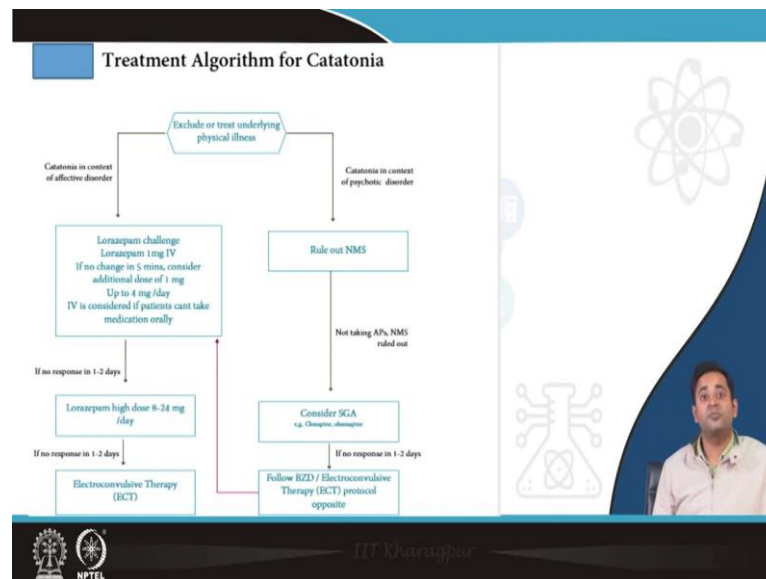 Treatment Algorithm for Catatonia
Exclude or treat underlying
physical illness
Catatonia in context
of affective disorder
Catatonia in context
of psychotic disorder
Lorazepam challenge
Lorazepam 1mg IV
If no change in 5 mins, consider
additional dose of 1 mg
Up to 4 mg /day
IV is considered if patients cant take
medication orally
Rule out NMS
Not taking APs, NMS
ruled out
If no response in 1-2 days
Lorazepam high dose 8-24 mg
/day
Consider SGA
e.g.
If no response in 1-2 days
If no response in 1-2 days
Electroconvulsive Therapy
(ECT)
Follow BZD / Electroconvulsive
Therapy (ECT) protocol
opposite
IIT Kharagpur
NPTEL